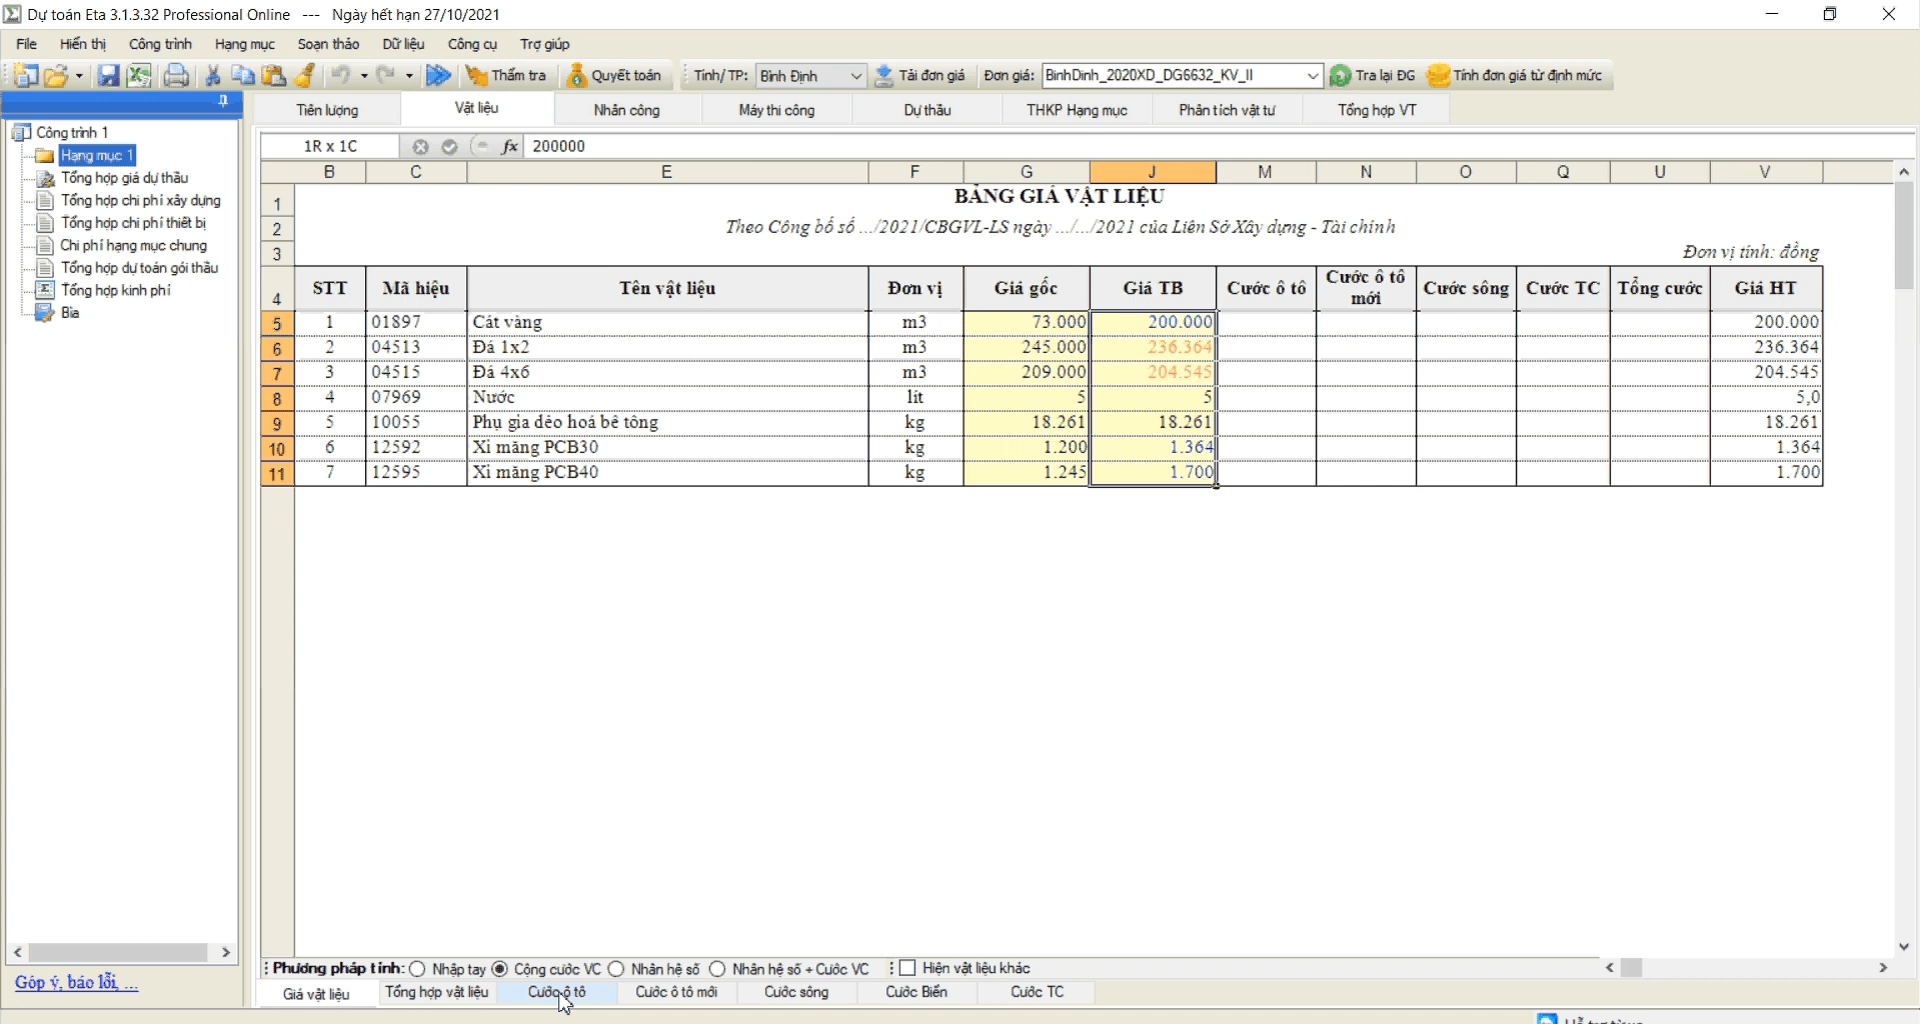 Dự toán Eta 3.1.3.32 Professional Online --- Ngày hết hạn 27/10/2021
File Hiển thị Công trình Hạng mục Soạn thảo Dữ liệu Công cụ Trợ giúp
Thẩm tra Quyết toán Tỉnh/TP: Bình Định Tải đơn giá Đơn giá: BinhDinh_2020XD_DG6632_KV_II Tra lại ĐG Tính đơn giá từ định mức
Tiên lượng Vật liệu Nhân công Máy thi công Dự thầu THKP Hạng mục Phân tích vật tư Tổng hợp VT
Công trình 1
Hạng mục 1
Tổng hợp giá dự thầu
Tổng hợp chi phí xây dựng
Tổng hợp chi phí thiết bị
Chi phí hạng mục chung
Tổng hợp dự toán gói thầu
Tổng hợp kinh phí
Bìa
Góp ý, báo lỗi, ...
1R x 1C fx 200000
B C E F G J M N O Q U V
1 BẢNG GIÁ VẬT LIỆU
2 Theo Công bố số .../2021/CBGVL-LS ngày .../.../2021 của Liên Sở Xây dựng - Tài chính
3 Đơn vị tính: đồng
4 STT Mã hiệu Tên vật liệu Đơn vị Giá gốc Giá TB Cước ô tô Cước ô tô mới Cước sông Cước TC Tổng cước Giá HT
5 1 01897 Cát vàng m3 73.000 200.000 200.000
6 2 04513 Đá 1x2 m3 245.000 236.364 236.364
7 3 04515 Đá 4x6 m3 209.000 204.545 204.545
8 4 07969 Nước lít 5 5 5,0
9 5 10055 Phụ gia dẻo hoá bê tông kg 18.261 18.261 18.261
10 6 12592 Xi măng PCB30 kg 1.200 1.364 1.364
11 7 12595 Xi măng PCB40 kg 1.245 1.700 1.700
Phương pháp tính: Nhập tay Cộng cước VC Nhân hệ số Nhân hệ số + Cước VC Hiện vật liệu khác
Giá vật liệu Tổng hợp vật liệu Cước ô tô Cước ô tô mới Cước sông Cước Biển Cước TC